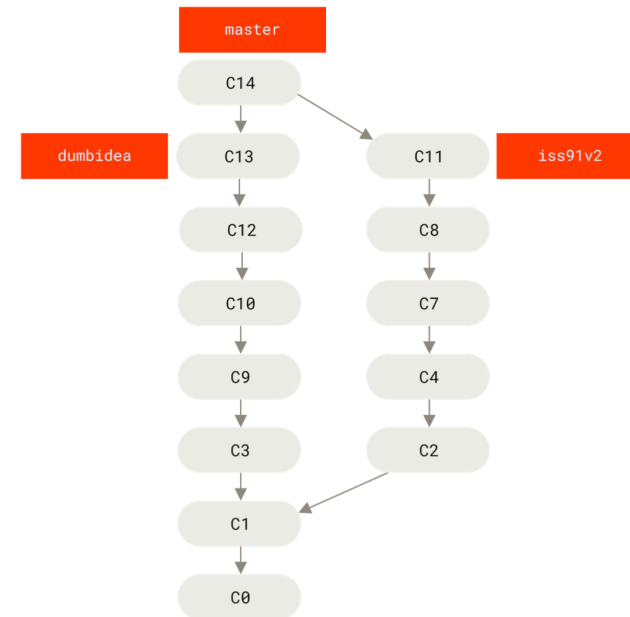 master
C14
dumbidea
C13
C11
iss91v2
C12
C8
C10
C7
C9
C4
C3
C2
C1
C0